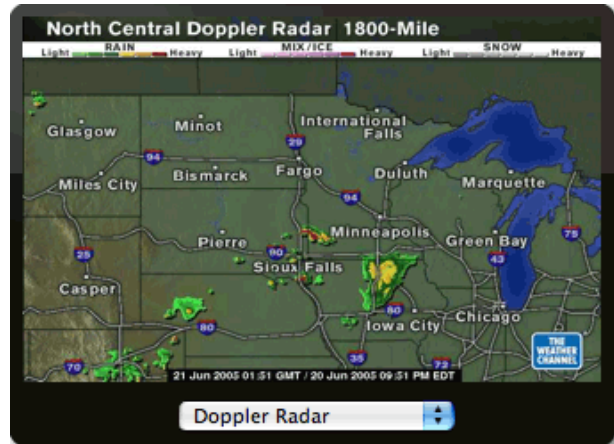 North Central Doppler Radar 1800-Mile
RAIN MIX/ICE SNOW
Light Heavy Light Heavy Light Heavy
Glasgow Minot International Falls
94 29
Miles City Bismarck Fargo Duluth Marquette
94
Pierre Minneapolis Green Bay 75
25 90 43
Sioux Falls
Casper
80 80 Iowa City Chicago
70 35 72
THE WEATHER CHANNEL
21 Jun 2005 01:51 GMT / 20 Jun 2005 09:51 PM EDT
Doppler Radar